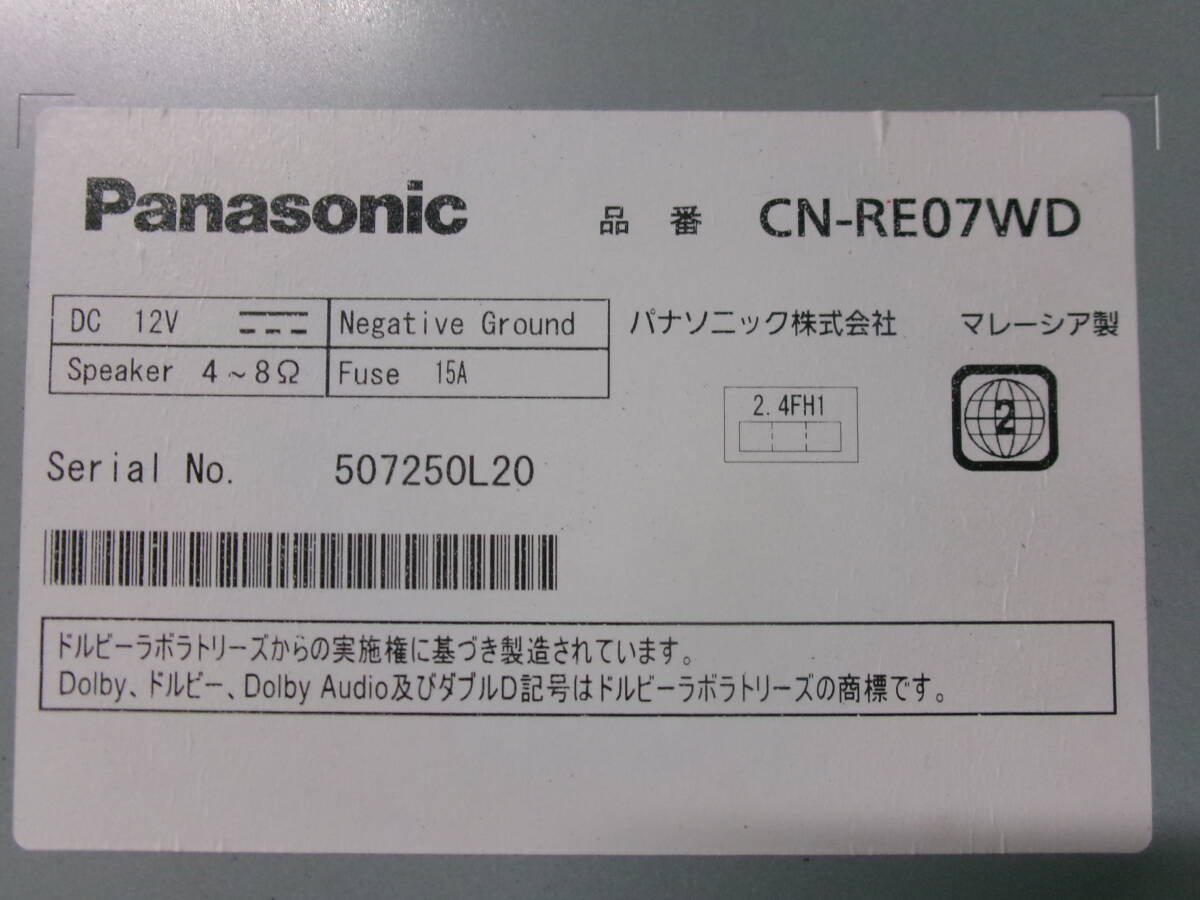 Panasonic 品番 CN-RE07WD
DC 12V Negative Ground
Speaker 4~8Ω Fuse 15A
パナソニック株式会社 マレーシア製
2.4FH1
2
Serial No. 507250L20
ドルビーラボラトリーズからの実施権に基づき製造されています。
Dolby、ドルビー、Dolby Audio及びダブルD記号はドルビーラボラトリーズの商標です。